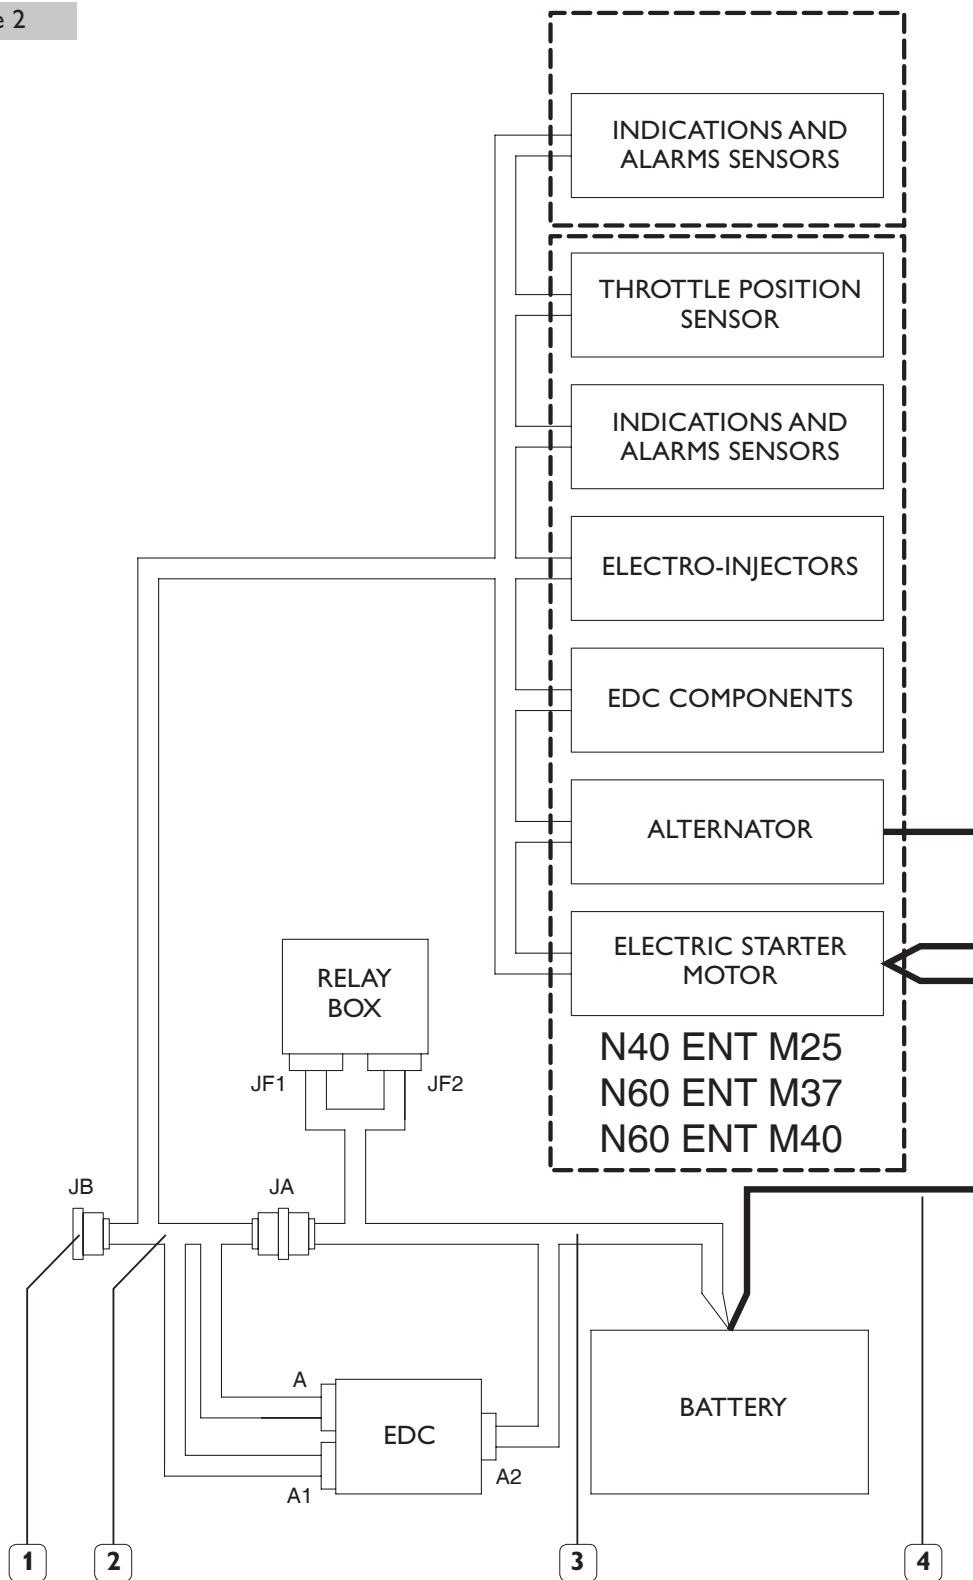 e 2
INDICATIONS AND
ALARMS SENSORS
THROTTLE POSITION
SENSOR
INDICATIONS AND
ALARMS SENSORS
ELECTRO-INJECTORS
EDC COMPONENTS
ALTERNATOR
ELECTRIC STARTER
MOTOR
N40 ENT M25
N60 ENT M37
N60 ENT M40
RELAY
BOX
JF1
JF2
JB
JA
A
EDC
A1
A2
BATTERY
1
2
3
4